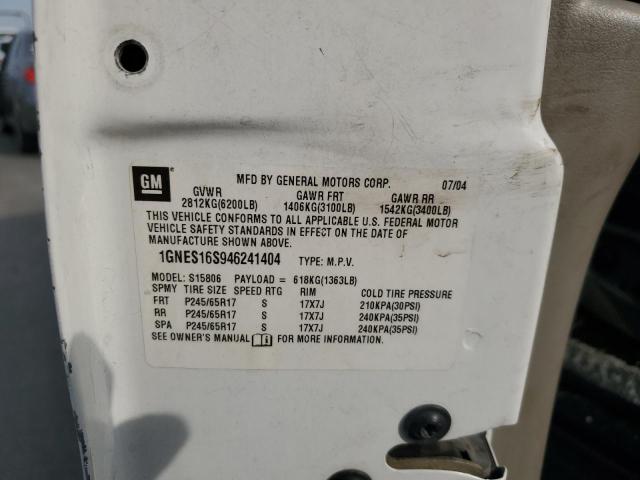 GM
MFD BY GENERAL MOTORS CORP. 07/04
GVWR GAWR FRT GAWR RR
2812KG(6200LB) 1406KG(3100LB) 1542KG(3400LB)
THIS VEHICLE CONFORMS TO ALL APPLICABLE U.S. FEDERAL MOTOR
VEHICLE SAFETY STANDARDS IN EFFECT ON THE DATE OF
MANUFACTURE SHOWN ABOVE.
1GNES16S946241404 TYPE: M.P.V.
MODEL: S15806 PAYLOAD = 618KG(1363LB)
SPMY TIRE SIZE SPEED RTG RIM COLD TIRE PRESSURE
FRT P245/65R17 S 17X7J 210KPA(30PSI)
RR P245/65R17 S 17X7J 240KPA(35PSI)
SPA P245/65R17 S 17X7J 240KPA(35PSI)
SEE OWNER'S MANUAL FOR MORE INFORMATION.